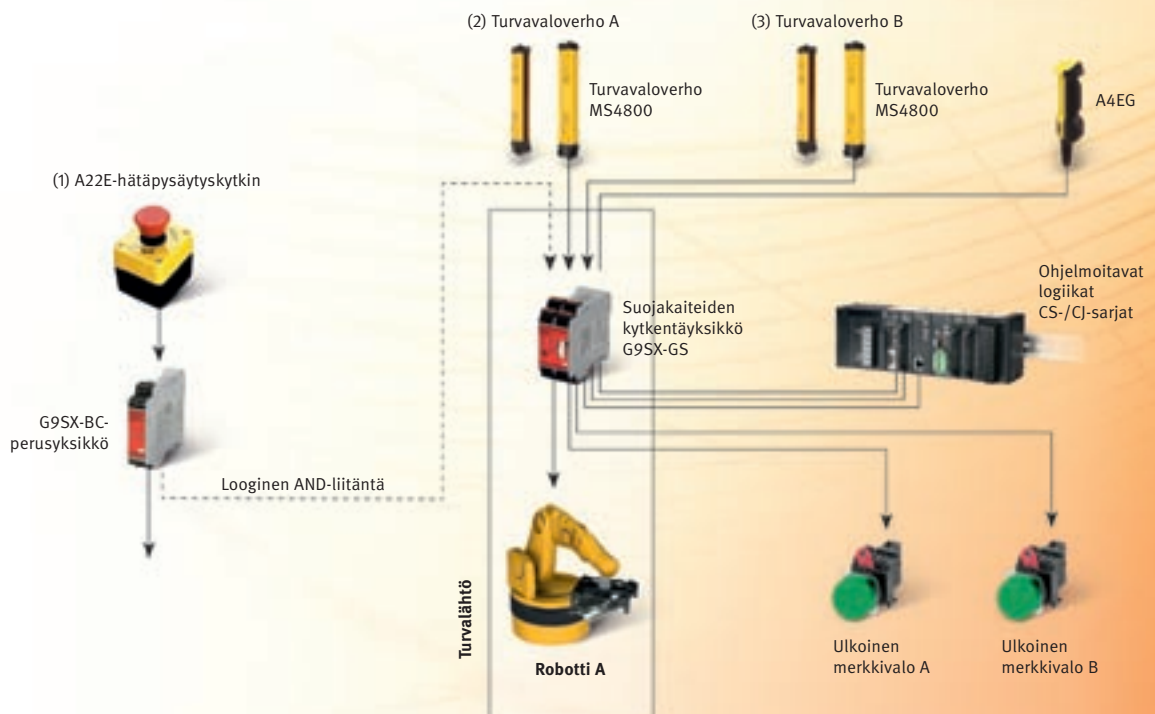 (2) Turvavaloverho A
(3) Turvavaloverho B
Turvavaloverho
MS4800
Turvavaloverho
MS4800
A4EG
(1) A22E-hätäpysäytyskytkin
Suojakaiteiden
kytkentäyksikkö
G9SX-GS
Ohjelmoitavat
logiikat
CS-/CJ-sarjat
G9SX-BC-
perusyksikkö
Looginen AND-liitäntä
Turvalähtö
Robotti A
Ulkoinen
merkkivalo A
Ulkoinen
merkkivalo B